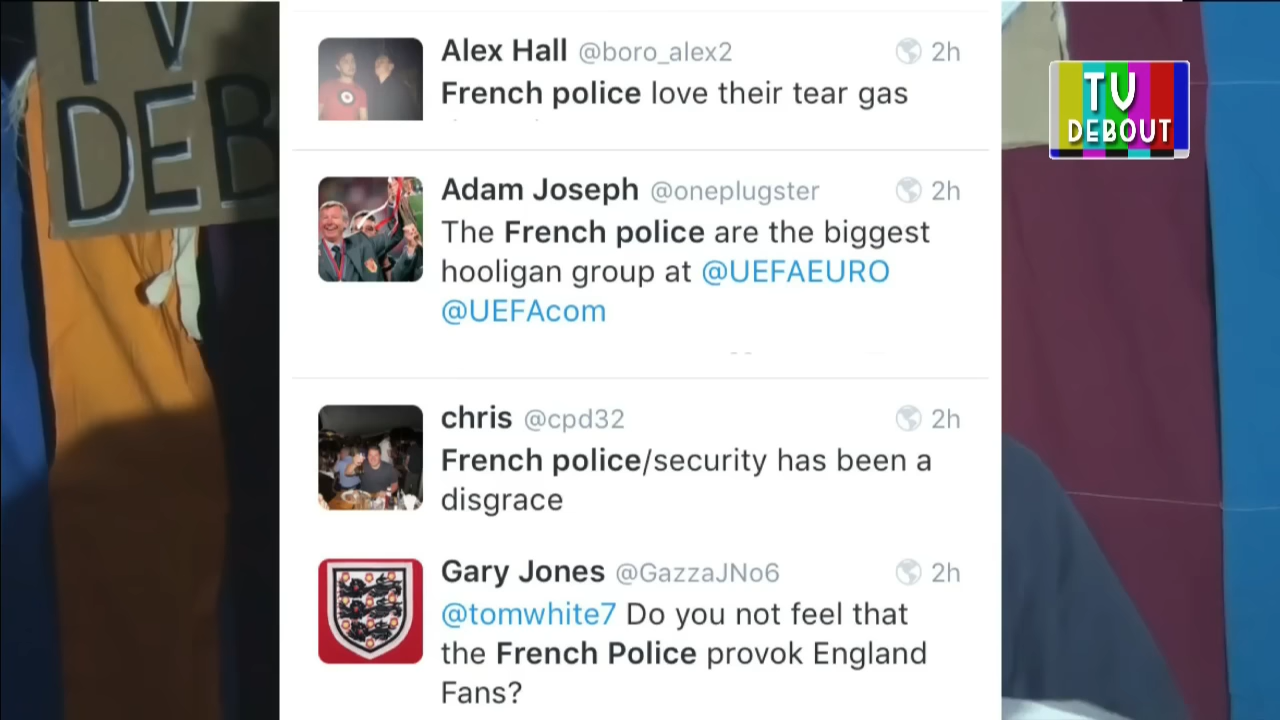 TV
DEB
TV
DEBOUT
Alex Hall @boro_alex2 2h
French police love their tear gas
Adam Joseph @oneplugster 2h
The French police are the biggest
hooligan group at @UEFAEURO
@UEFAcom
chris @cpd32 2h
French police/security has been a
disgrace
Gary Jones @GazzaJNo6 2h
@tomwhite7 Do you not feel that
the French Police provok England
Fans?